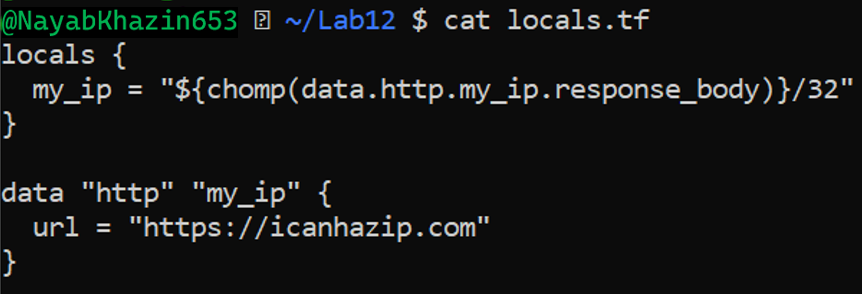 @NayabKhazin653 ~/Lab12 $ cat locals.tf
locals {
  my_ip = "${chomp(data.http.my_ip.response_body)}/32"
}

data "http" "my_ip" {
  url = "https://icanhazip.com"
}